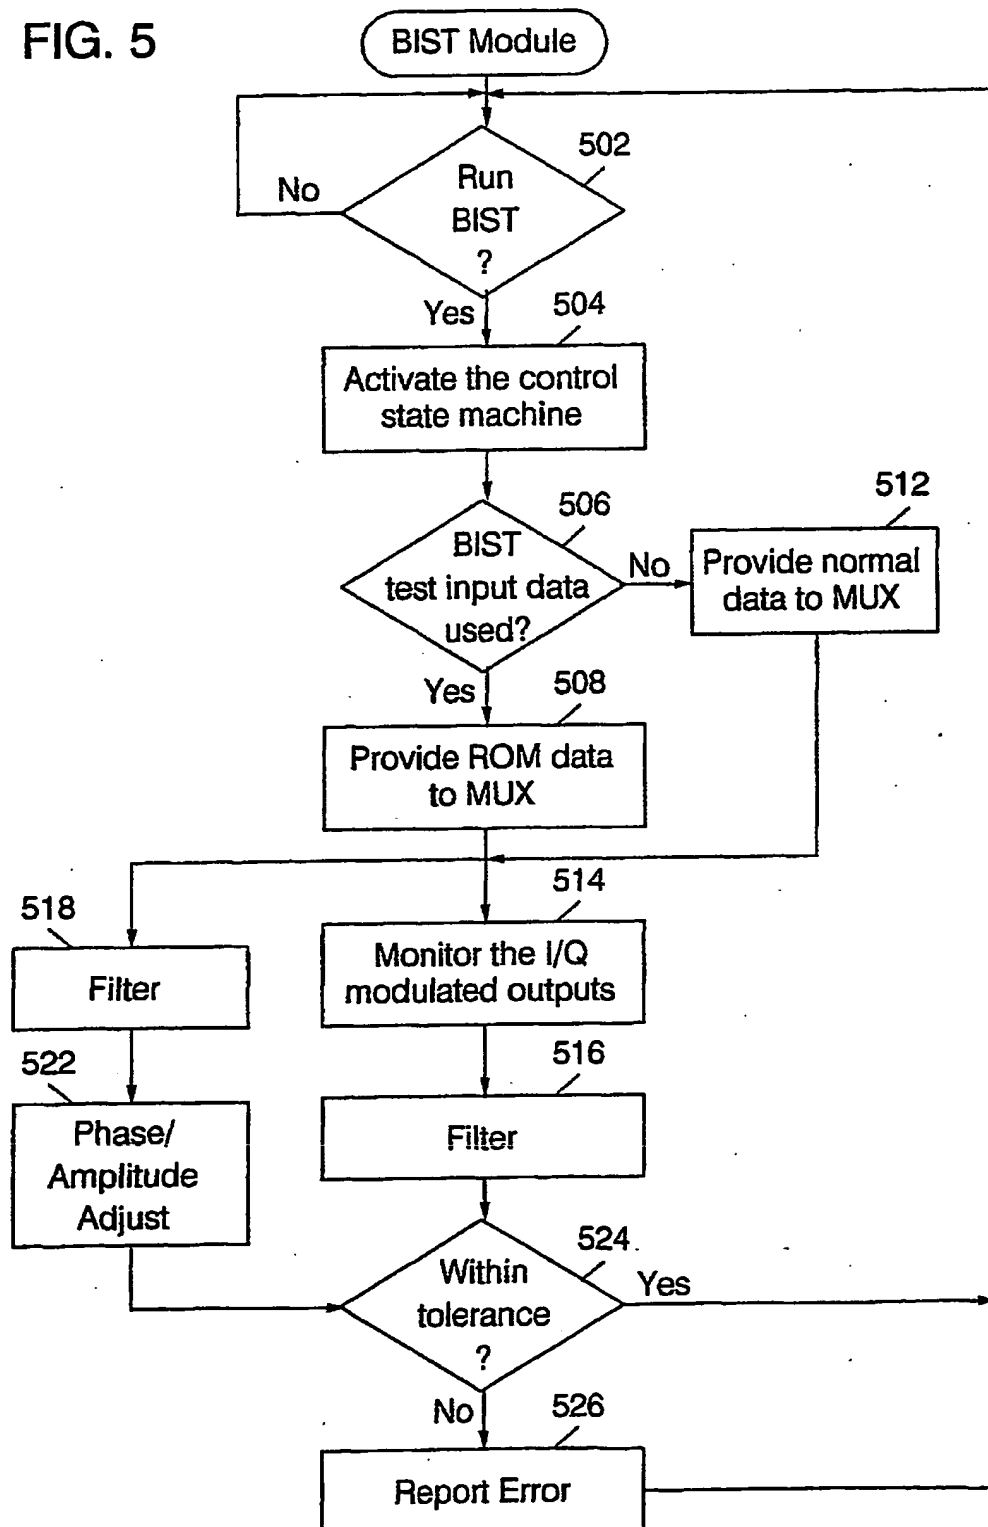 FIG. 5
BIST Module
502
Run
BIST
?
No
Yes
504
Activate the control
state machine
506
BIST
test input data
used?
No
512
Provide normal
data to MUX
Yes
508
Provide ROM data
to MUX
514
Monitor the I/Q
modulated outputs
518
Filter
516
Filter
522
Phase/
Amplitude
Adjust
524
Within
tolerance
?
Yes
No
526
Report Error